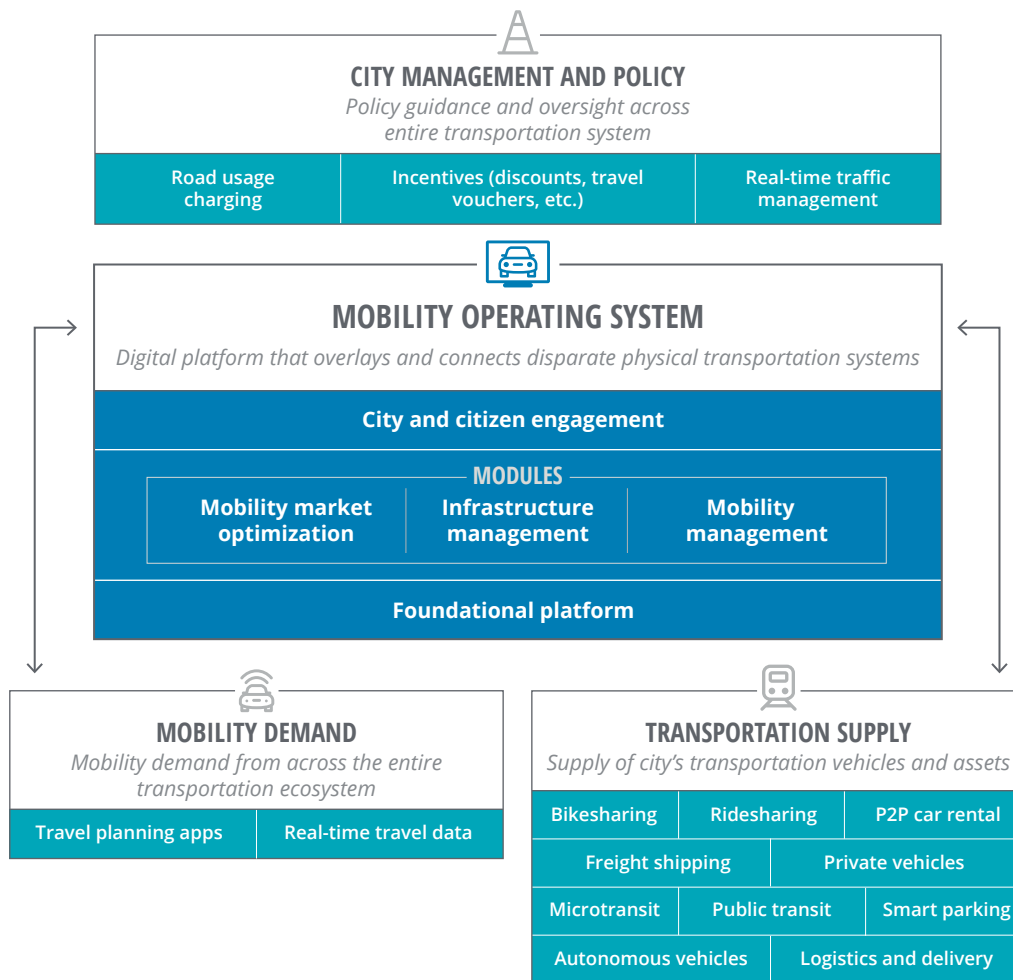 CITY MANAGEMENT AND POLICY
Policy guidance and oversight across
entire transportation system
Road usage
charging
Incentives (discounts, travel
vouchers, etc.)
Real-time traffic
management
MOBILITY OPERATING SYSTEM
Digital platform that overlays and connects disparate physical transportation systems
City and citizen engagement
MODULES
Mobility market
optimization
Infrastructure
management
Mobility
management
Foundational platform
MOBILITY DEMAND
Mobility demand from across the entire
transportation ecosystem
Travel planning apps
Real-time travel data
TRANSPORTATION SUPPLY
Supply of city’s transportation vehicles and assets
Bikesharing
Ridesharing
P2P car rental
Freight shipping
Private vehicles
Microtransit
Public transit
Smart parking
Autonomous vehicles
Logistics and delivery